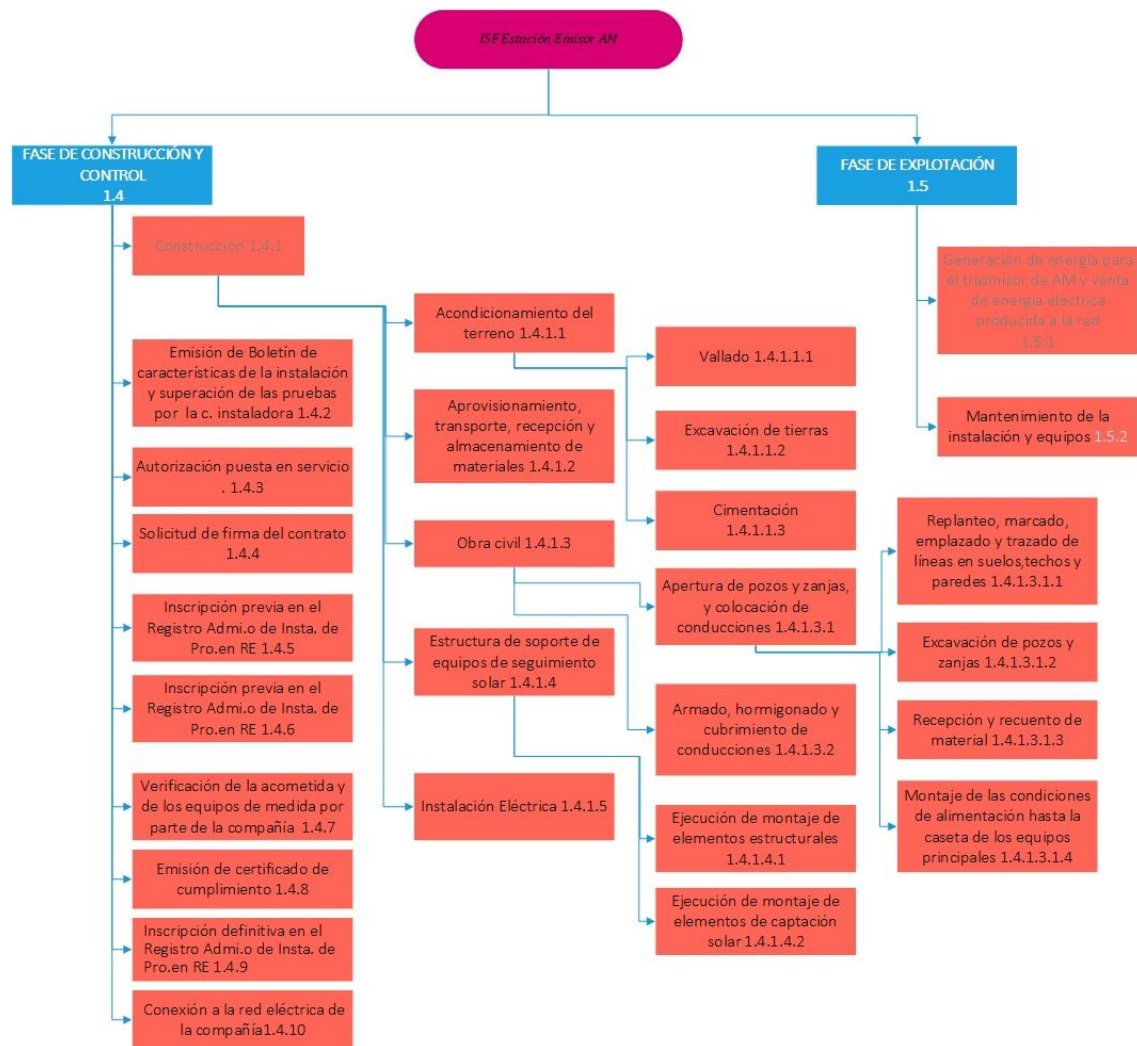 ISF Estación Emisor AM
FASE DE CONSTRUCCIÓN Y
CONTROL
1.4
Construcción 1.4.1
Emisión de Boletín de
características de la instalación
y superación de las pruebas
por la c. instaladora 1.4.2
Autorización puesta en servicio
. 1.4.3
Solicitud de firma del contrato
1.4.4
Inscripción previa en el
Registro Admi.o de Insta. de
Pro.en RE 1.4.5
Inscripción previa en el
Registro Admi.o de Insta. de
Pro.en RE 1.4.6
Verificación de la acometida y
de los equipos de medida por
parte de la compañía 1.4.7
Emisión de certificado de
cumplimiento 1.4.8
Inscripción definitiva en el
Registro Admi.o de Insta. de
Pro.en RE 1.4.9
Conexión a la red eléctrica de
la compañía1.4.10
Acondicionamiento del
terreno 1.4.1.1
Aprovisionamiento,
transporte, recepción y
almacenamiento de
materiales 1.4.1.2
Obra civil 1.4.1.3
Estructura de soporte de
equipos de seguimiento
solar 1.4.1.4
Instalación Eléctrica 1.4.1.5
Vallado 1.4.1.1.1
Excavación de tierras
1.4.1.1.2
Cimentación
1.4.1.1.3
Apertura de pozos y zanjas,
y colocación de
conducciones 1.4.1.3.1
Armado, hormigonado y
cubrimiento de
conducciones 1.4.1.3.2
Ejecución de montaje de
elementos estructurales
1.4.1.4.1
Ejecución de montaje de
elementos de captación
solar 1.4.1.4.2
Replanteo, marcado,
emplazado y trazado de
líneas en suelos,techos y
paredes 1.4.1.3.1.1
Excavación de pozos y
zanjas 1.4.1.3.1.2
Recepción y recuento de
material 1.4.1.3.1.3
Montaje de las condiciones
de alimentación hasta la
caseta de los equipos
principales 1.4.1.3.1.4
FASE DE EXPLOTACIÓN
1.5
Generación de energía para
el trasmisor de AM y venta
de energía eléctrica
producida a la red
1.5.1
Mantenimiento de la
instalación y equipos 1.5.2